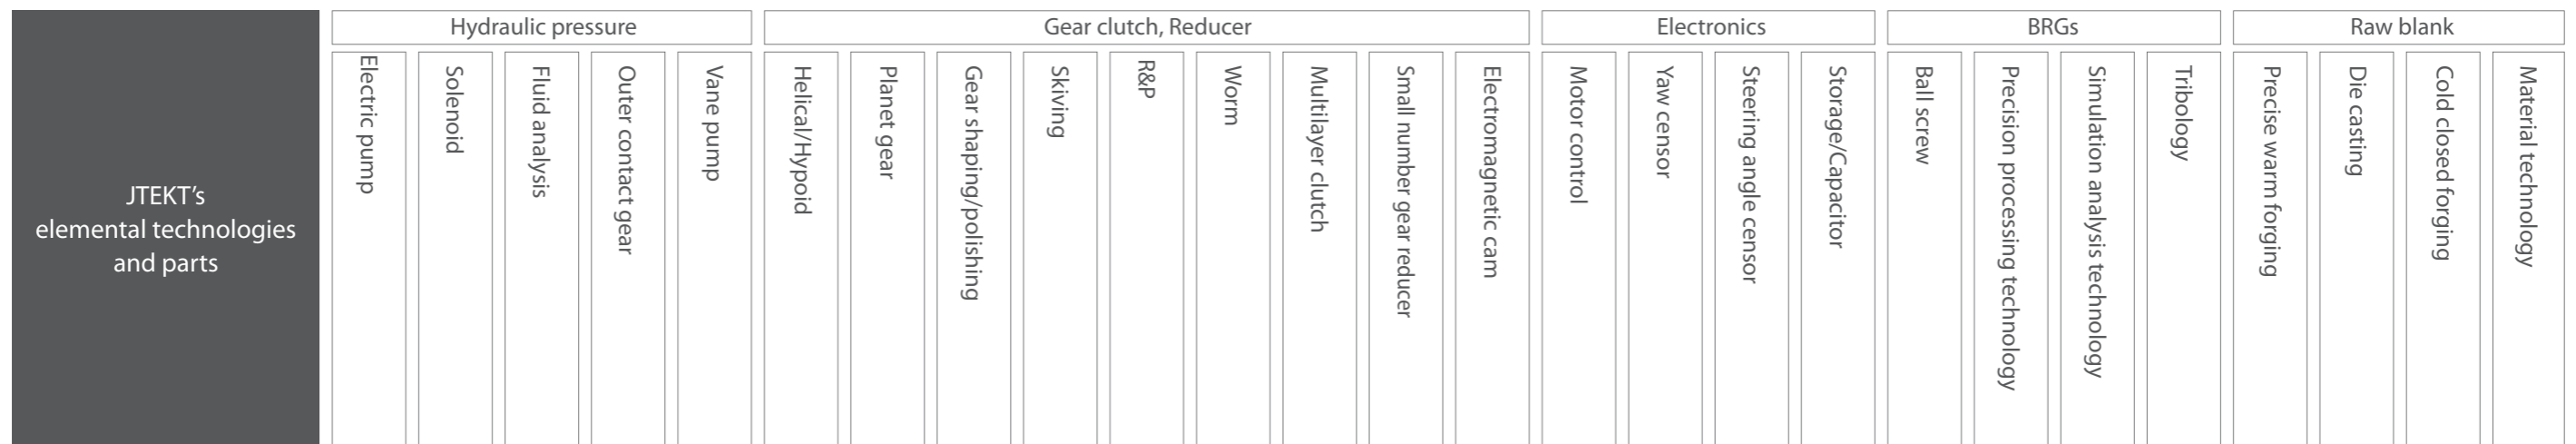 JTEKT’s
elemental technologies
and parts
Hydraulic pressure
Electric pump
Solenoid
Fluid analysis
Outer contact gear
Vane pump
Gear clutch, Reducer
Helical/Hypoid
Planet gear
Gear shaping/polishing
Skiving
R&P
Worm
Multilayer clutch
Small number gear reducer
Electromagnetic cam
Electronics
Motor control
Yaw censor
Steering angle censor
Storage/Capacitor
BRGs
Ball screw
Precision processing technology
Simulation analysis technology
Tribology
Raw blank
Precise warm forging
Die casting
Cold closed forging
Material technology